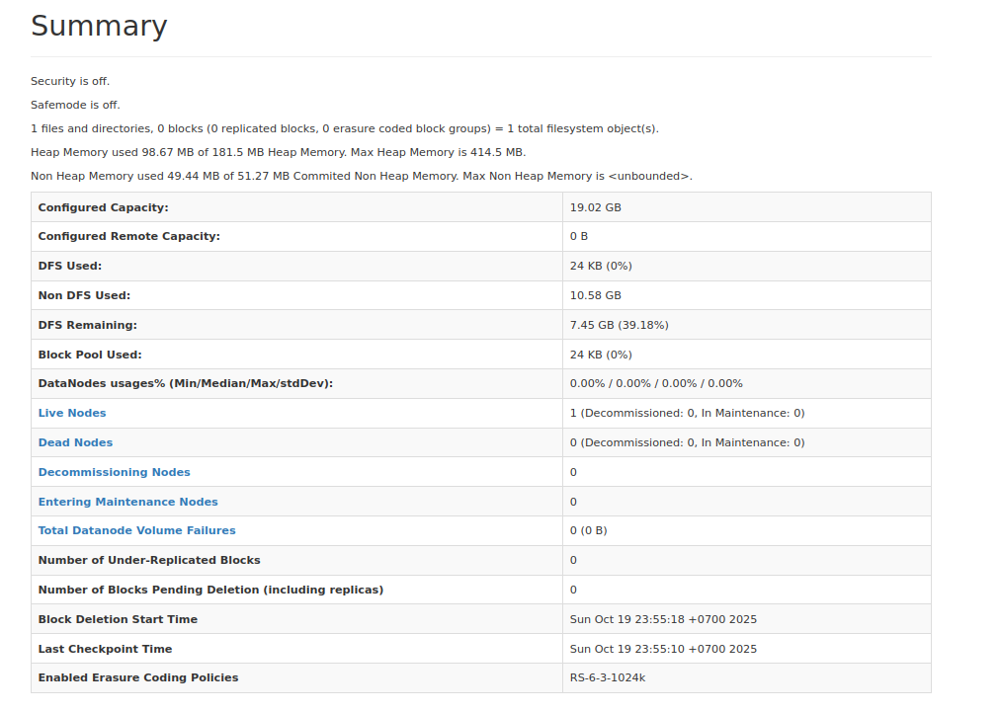 Summary
Security is off.
Safemode is off.
1 files and directories, 0 blocks (0 replicated blocks, 0 erasure coded block groups) = 1 total filesystem object(s).
Heap Memory used 98.67 MB of 181.5 MB Heap Memory. Max Heap Memory is 414.5 MB.
Non Heap Memory used 49.44 MB of 51.27 MB Commited Non Heap Memory. Max Non Heap Memory is <unbounded>.
Configured Capacity: 19.02 GB
Configured Remote Capacity: 0 B
DFS Used: 24 KB (0%)
Non DFS Used: 10.58 GB
DFS Remaining: 7.45 GB (39.18%)
Block Pool Used: 24 KB (0%)
DataNodes usages% (Min/Median/Max/stdDev): 0.00% / 0.00% / 0.00% / 0.00%
Live Nodes 1 (Decommissioned: 0, In Maintenance: 0)
Dead Nodes 0 (Decommissioned: 0, In Maintenance: 0)
Decommissioning Nodes 0
Entering Maintenance Nodes 0
Total Datanode Volume Failures 0 (0 B)
Number of Under-Replicated Blocks 0
Number of Blocks Pending Deletion (including replicas) 0
Block Deletion Start Time Sun Oct 19 23:55:18 +0700 2025
Last Checkpoint Time Sun Oct 19 23:55:10 +0700 2025
Enabled Erasure Coding Policies RS-6-3-1024k